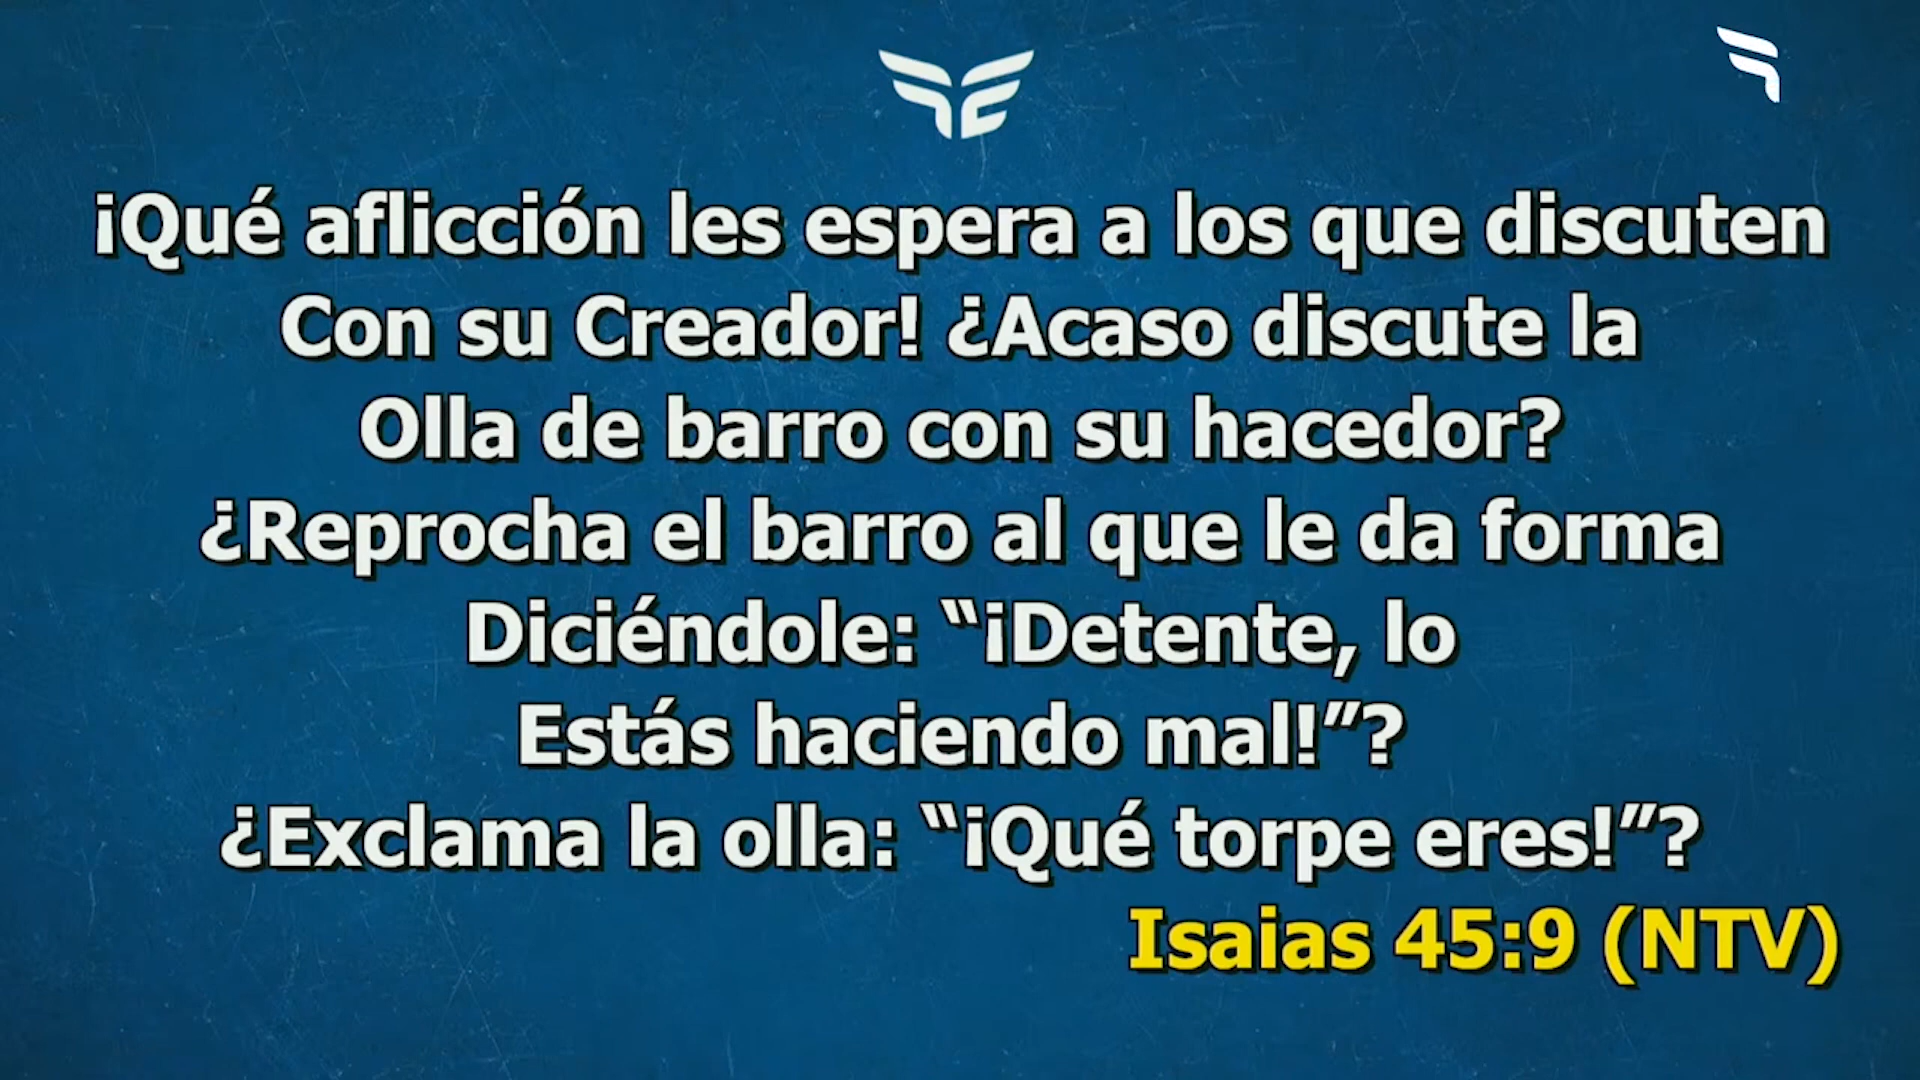 ¡Qué aflicción les espera a los que discuten
Con su Creador! ¿Acaso discute la
Olla de barro con su hacedor?
¿Reprocha el barro al que le da forma
Diciéndole: “¡Detente, lo
Estás haciendo mal!”?
¿Exclama la olla: “¡Qué torpe eres!”?
Isaias 45:9 (NTV)